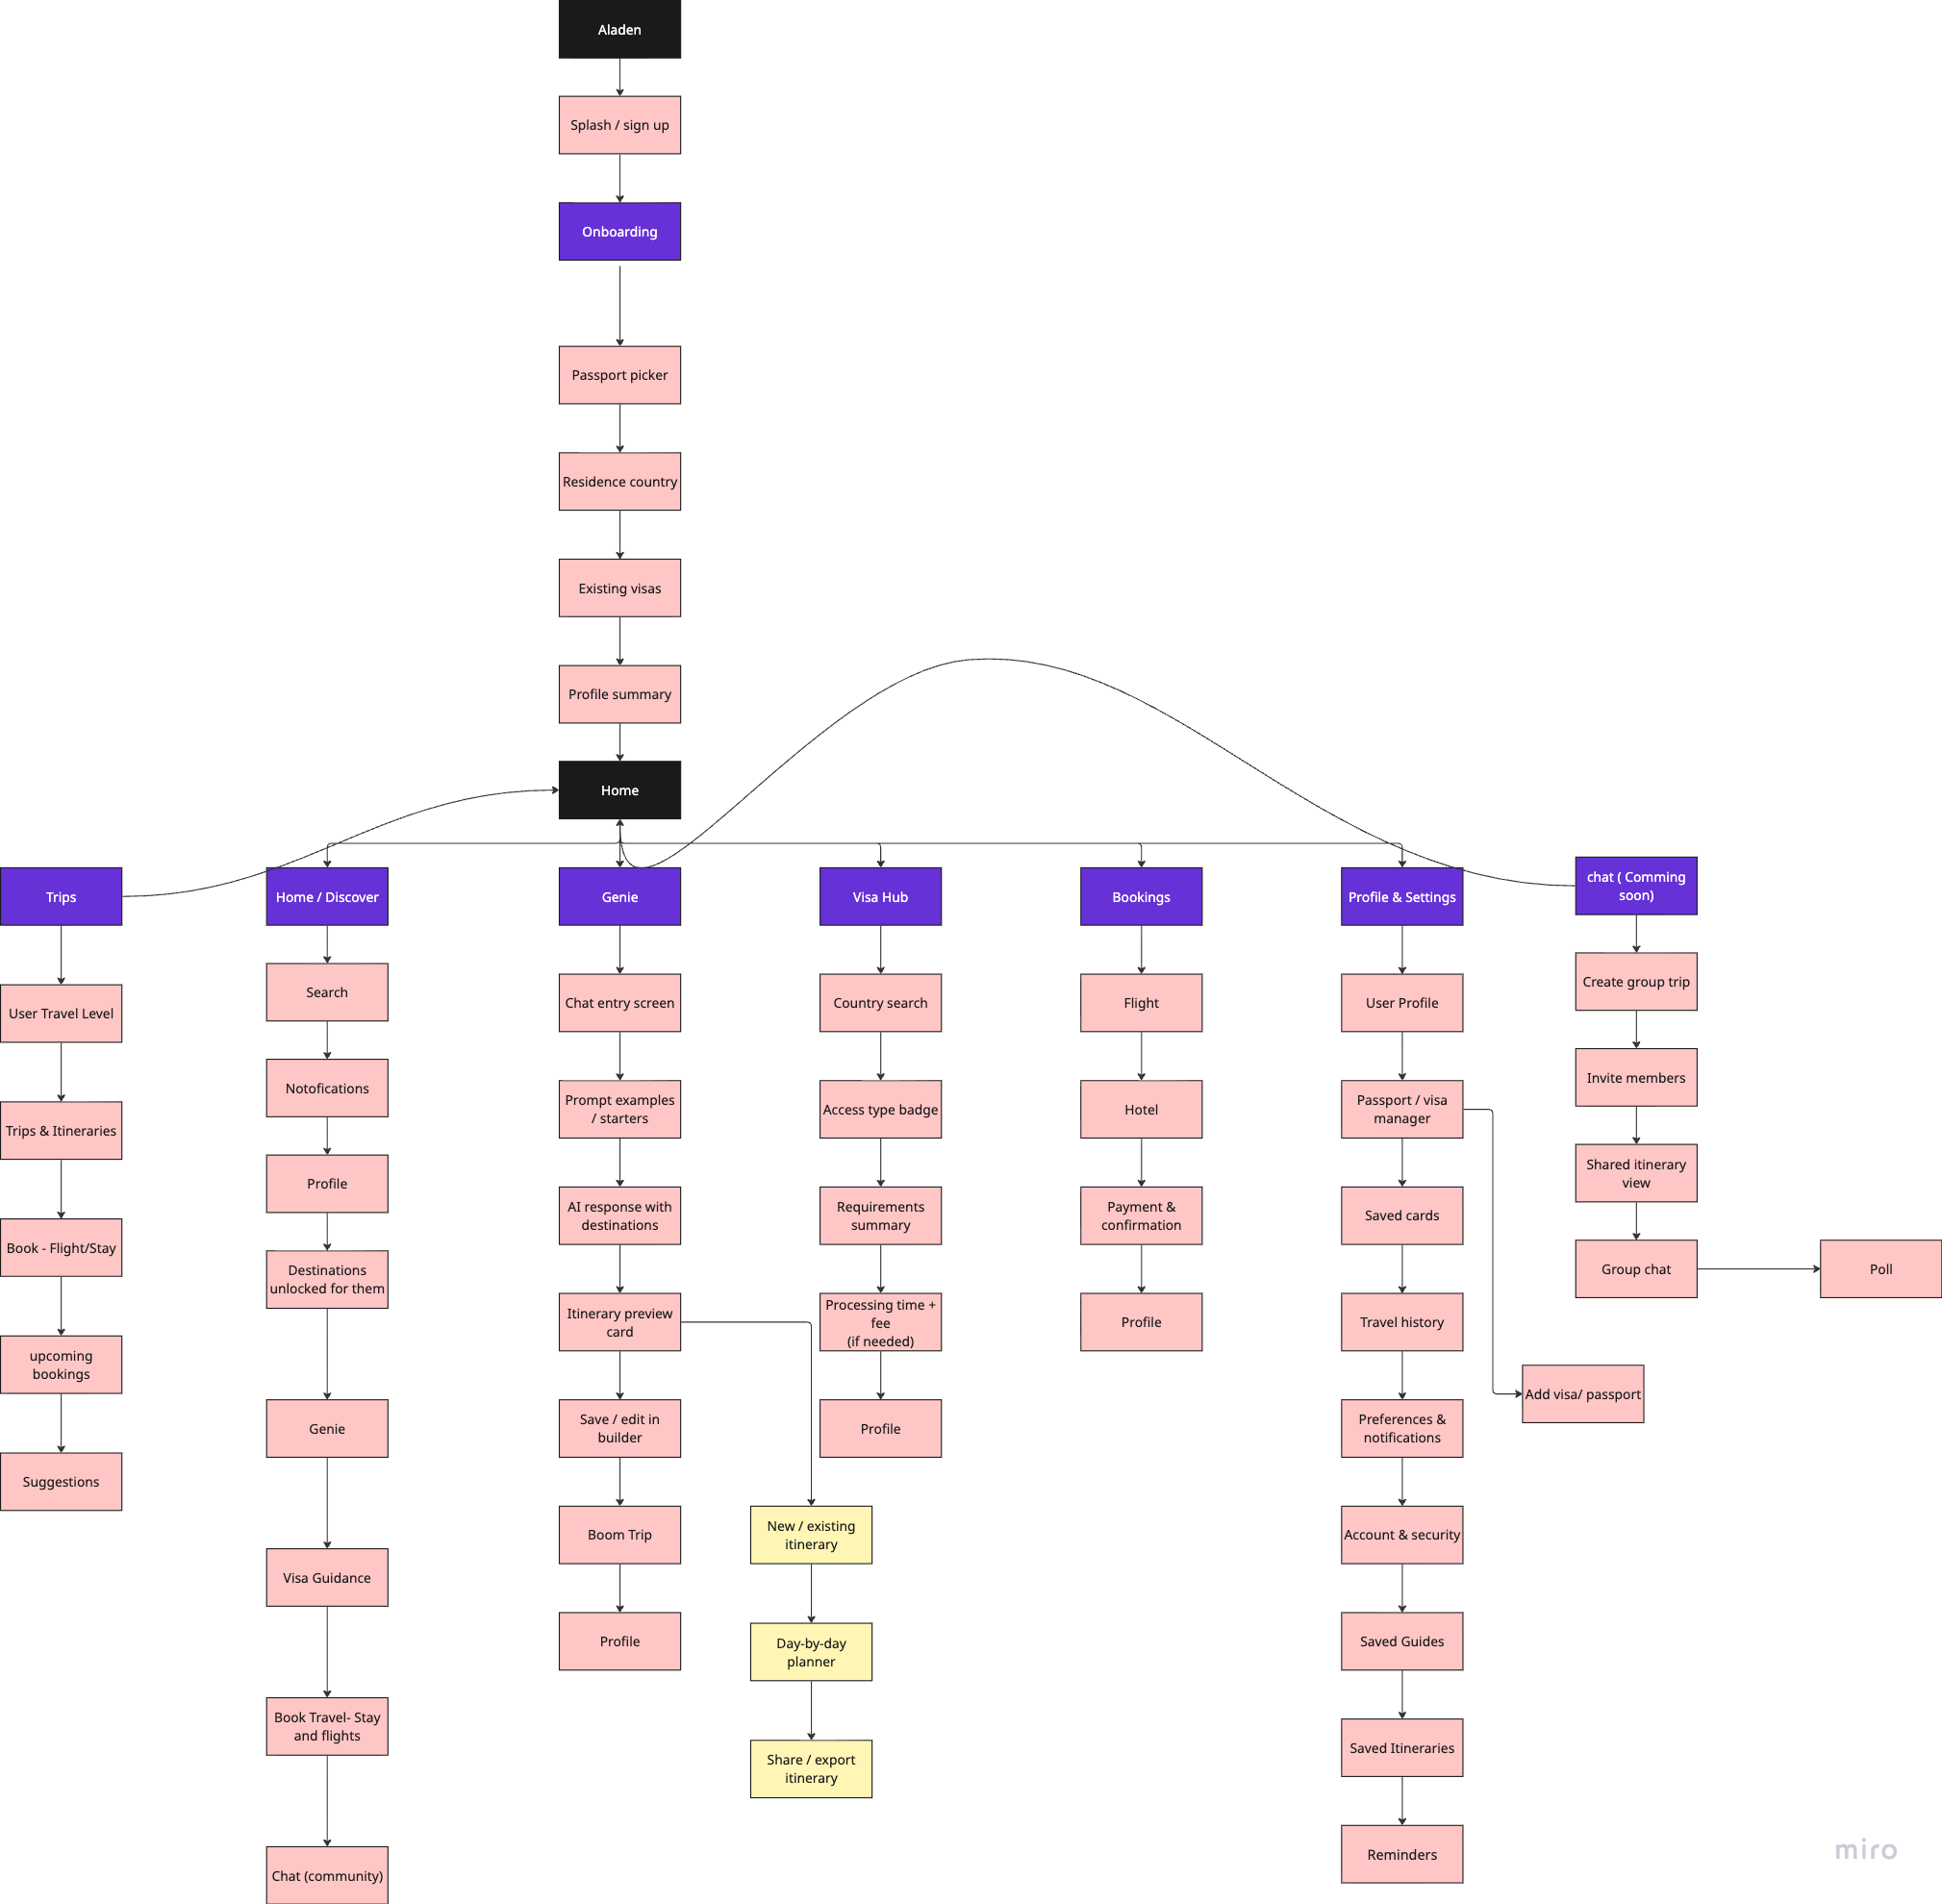 Aladen
Splash / sign up
Onboarding
Passport picker
Residence country
Existing visas
Profile summary
Home
Trips
User Travel Level
Trips & Itineraries
Book - Flight/Stay
upcoming
bookings
Suggestions
Home / Discover
Search
Notofications
Profile
Destinations
unlocked for them
Genie
Visa Guidance
Book Travel- Stay
and flights
Chat (community)
Genie
Chat entry screen
Prompt examples
/ starters
AI response with
destinations
Itinerary preview
card
Save / edit in
builder
Boom Trip
Profile
New / existing
itinerary
Day-by-day
planner
Share / export
itinerary
Visa Hub
Country search
Access type badge
Requirements
summary
Processing time +
fee
(if needed)
Profile
Bookings
Flight
Hotel
Payment &
confirmation
Profile
Profile & Settings
User Profile
Passport / visa
manager
Saved cards
Travel history
Preferences &
notifications
Account & security
Saved Guides
Saved Itineraries
Reminders
Add visa/ passport
chat ( Comming
soon)
Create group trip
Invite members
Shared itinerary
view
Group chat
Poll
miro